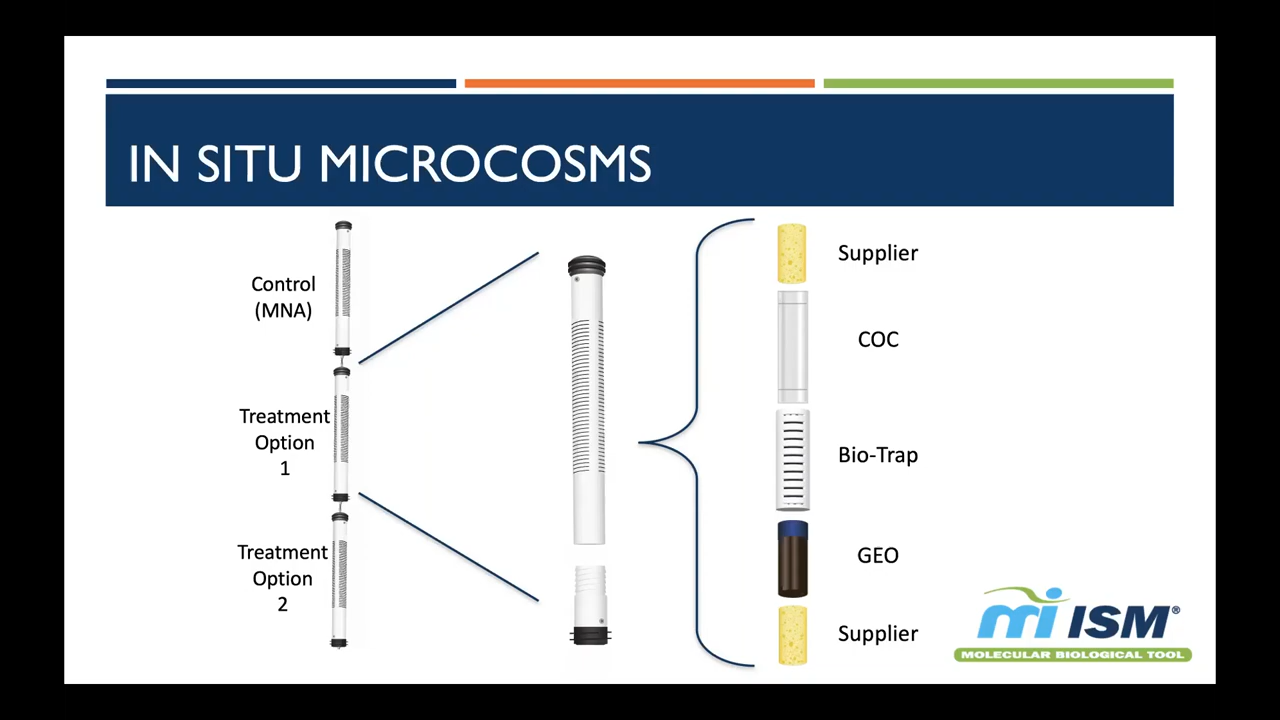 IN SITU MICROCOSMS
Control
(MNA)
Treatment
Option
1
Treatment
Option
2
Supplier
COC
Bio-Trap
GEO
Supplier
mi ISM®
MOLECULAR BIOLOGICAL TOOL